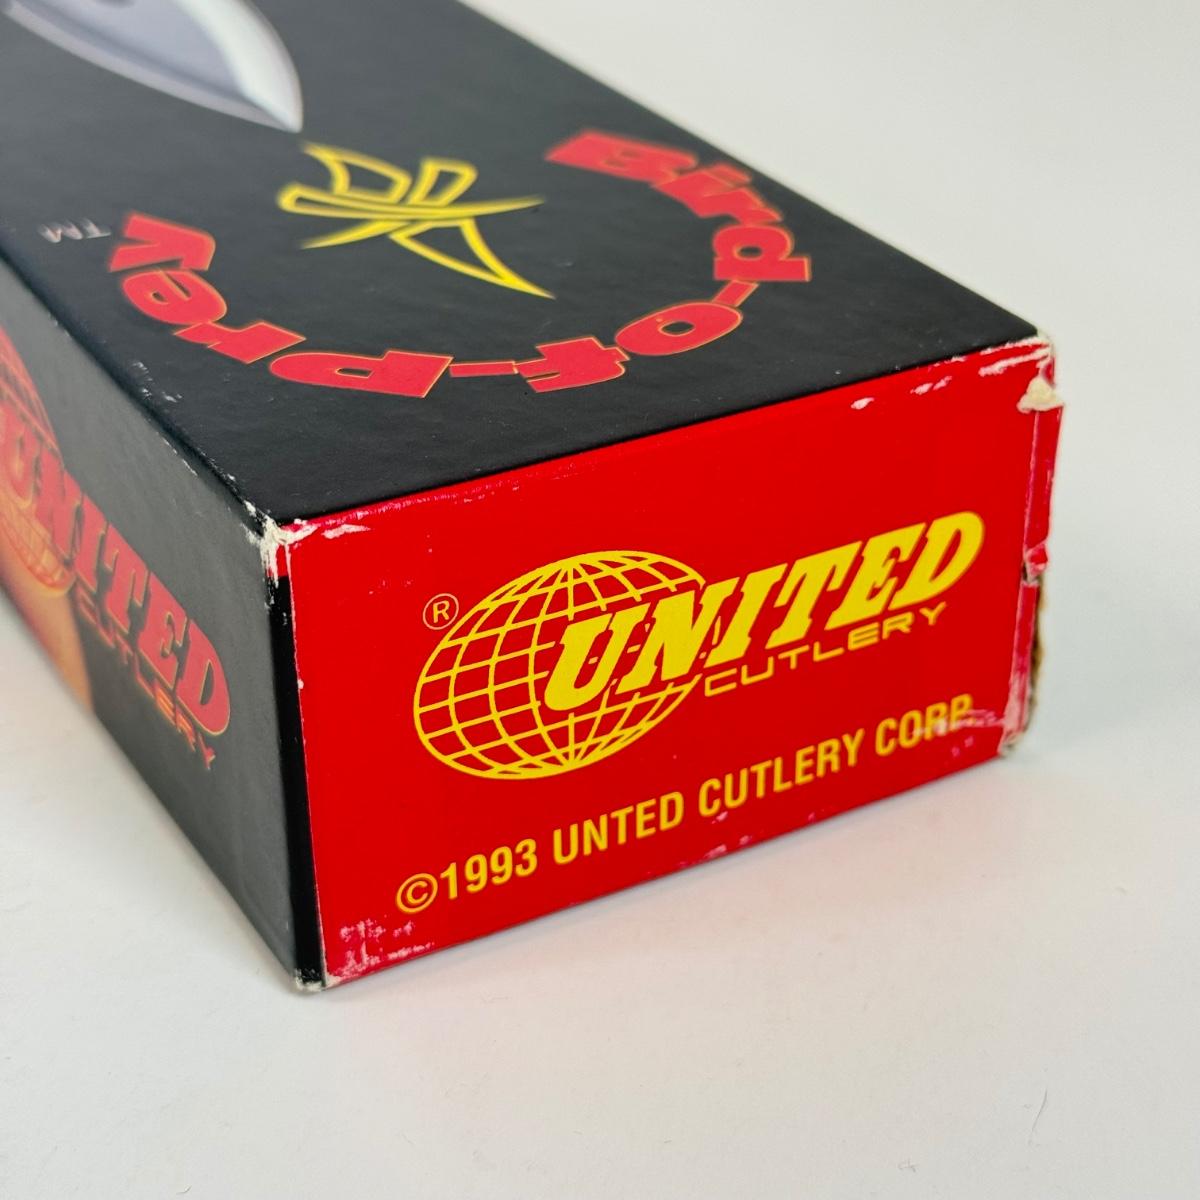 Bird-of-prey
TM
UNITED
CUTLERY
®
UNITED
CUTLERY
©1993 UNTED CUTLERY CORP.